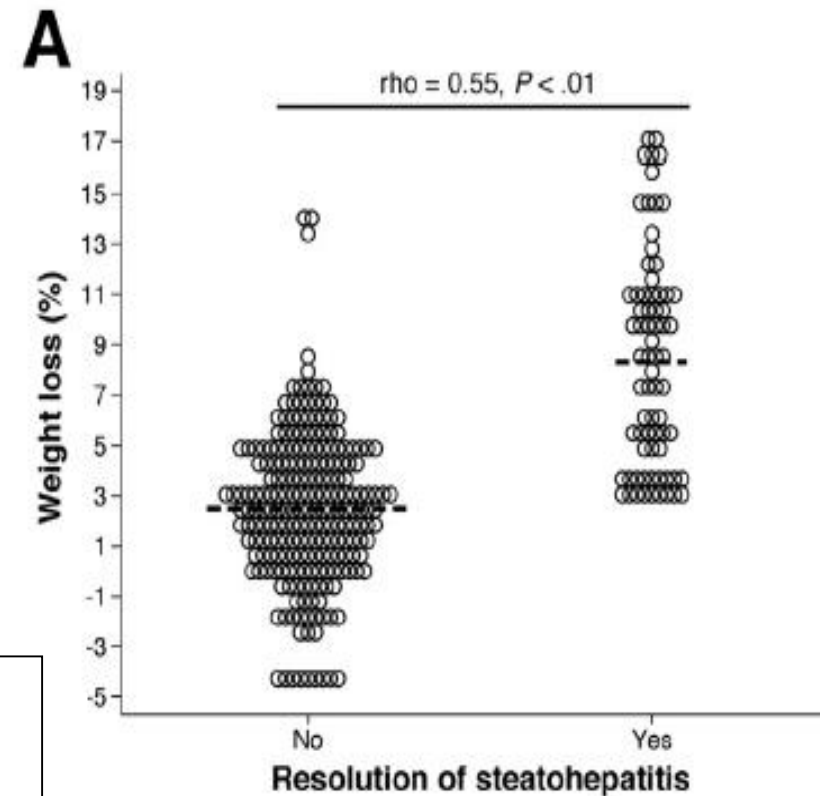 A
rho = 0.55, P < .01
19
17
15
13
11
9
7
5
3
1
-1
-3
-5
Weight loss (%)
No Yes
Resolution of steatohepatitis